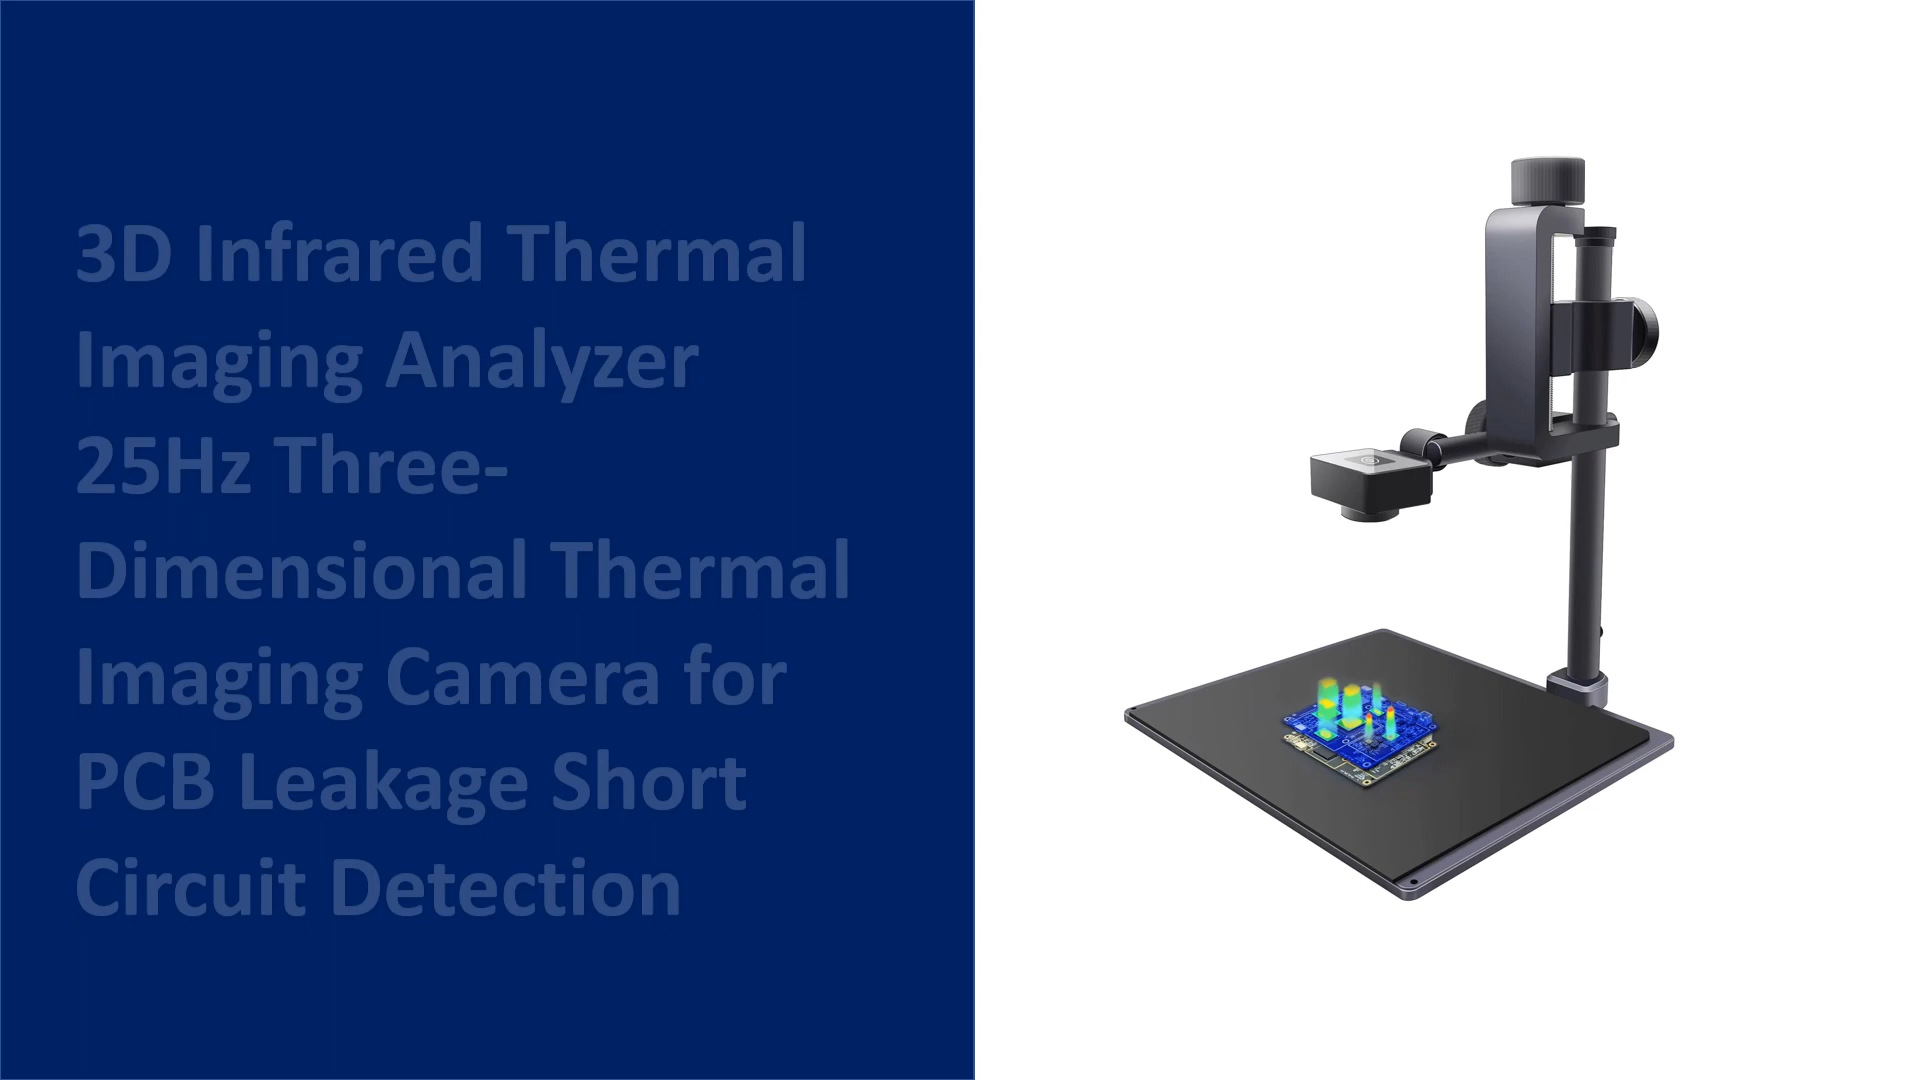 3D Infrared Thermal
Imaging Analyzer
25Hz Three-
Dimensional Thermal
Imaging Camera for
PCB Leakage Short
Circuit Detection